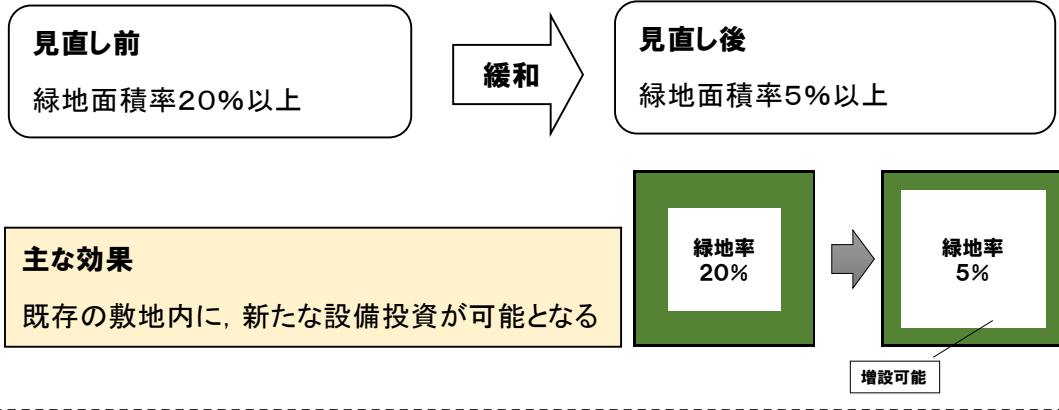 見直し前
緑地面積率20%以上
緩和
見直し後
緑地面積率5%以上
主な効果
既存の敷地内に,新たな設備投資が可能となる
緑地率
20%
緑地率
5%
増設可能